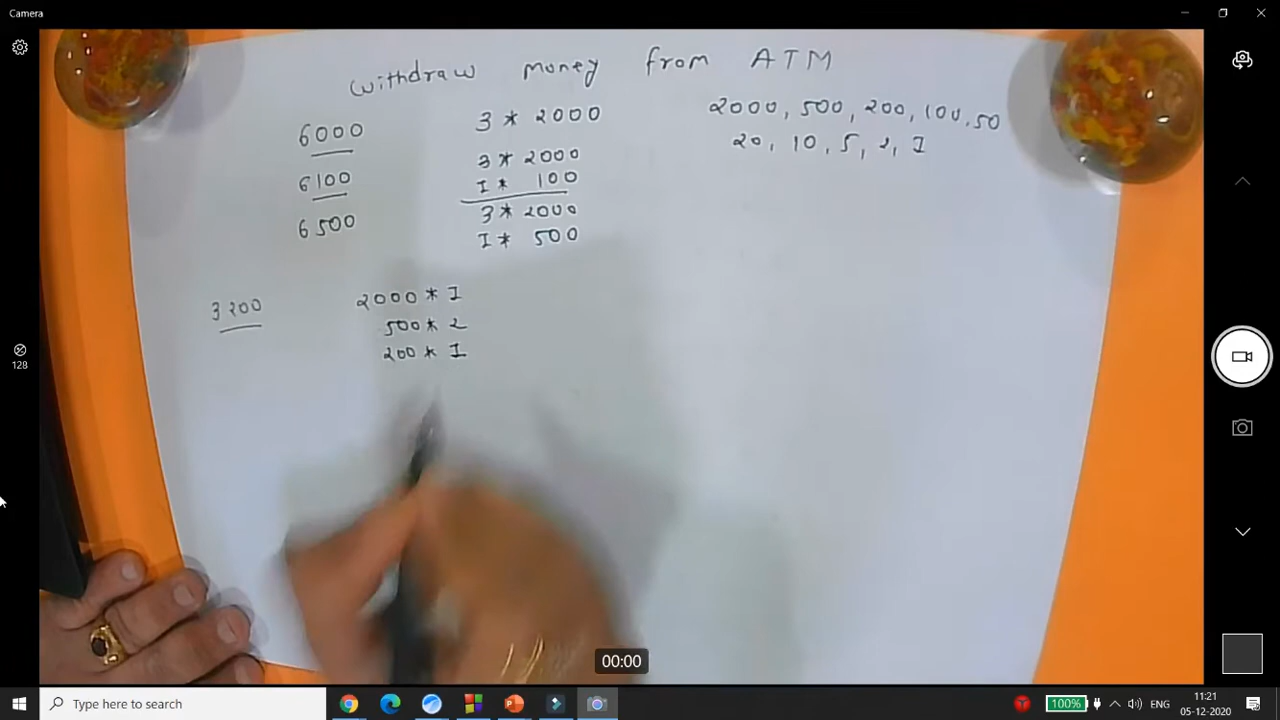 Camera
withdraw money from ATM
6000 3 * 2000
2000, 500, 200, 100, 50
20, 10, 5, 2, 1
6100 3 * 2000
1 * 100
6500 3 * 2000
1 * 500
3200 2000 * 1
500 * 2
200 * 1
128
00:00
Type here to search
100%
ENG
11:21
05-12-2020